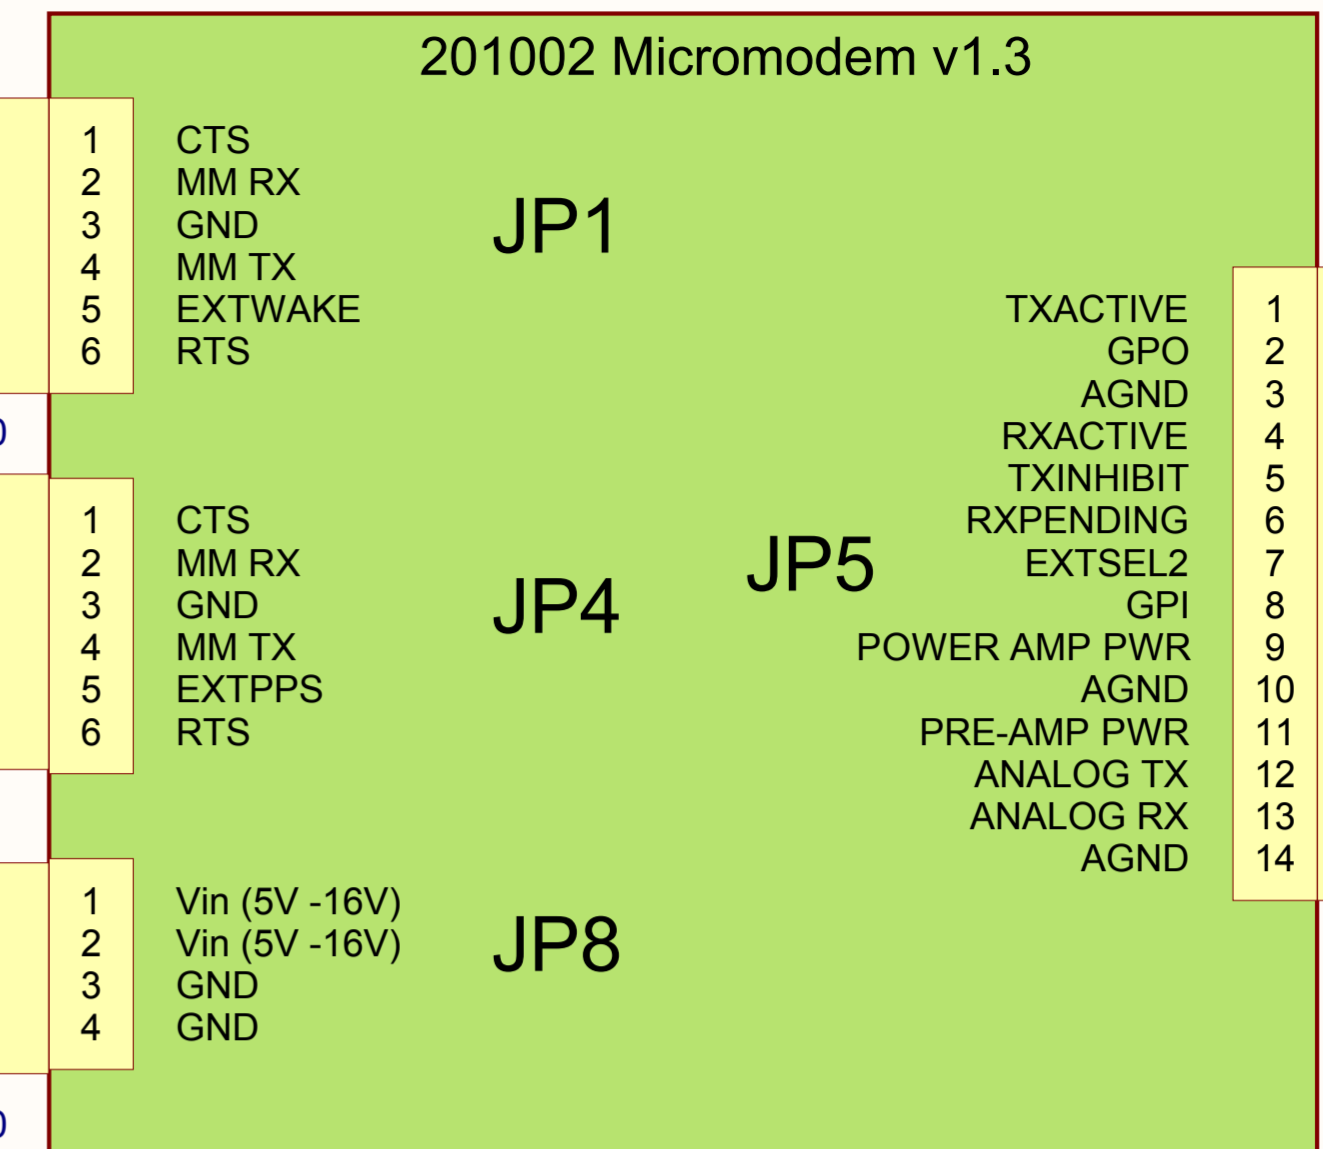 201002 Micromodem v1.3
1 CTS
2 MM RX
3 GND
4 MM TX
5 EXTWAKE
6 RTS
JP1
1 CTS
2 MM RX
3 GND
4 MM TX
5 EXTPPS
6 RTS
JP4
1 Vin (5V -16V)
2 Vin (5V -16V)
3 GND
4 GND
JP8
JP5
TXACTIVE 1
GPO 2
AGND 3
RXACTIVE 4
TXINHIBIT 5
RXPENDING 6
EXTSEL2 7
GPI 8
POWER AMP PWR 9
AGND 10
PRE-AMP PWR 11
ANALOG TX 12
ANALOG RX 13
AGND 14